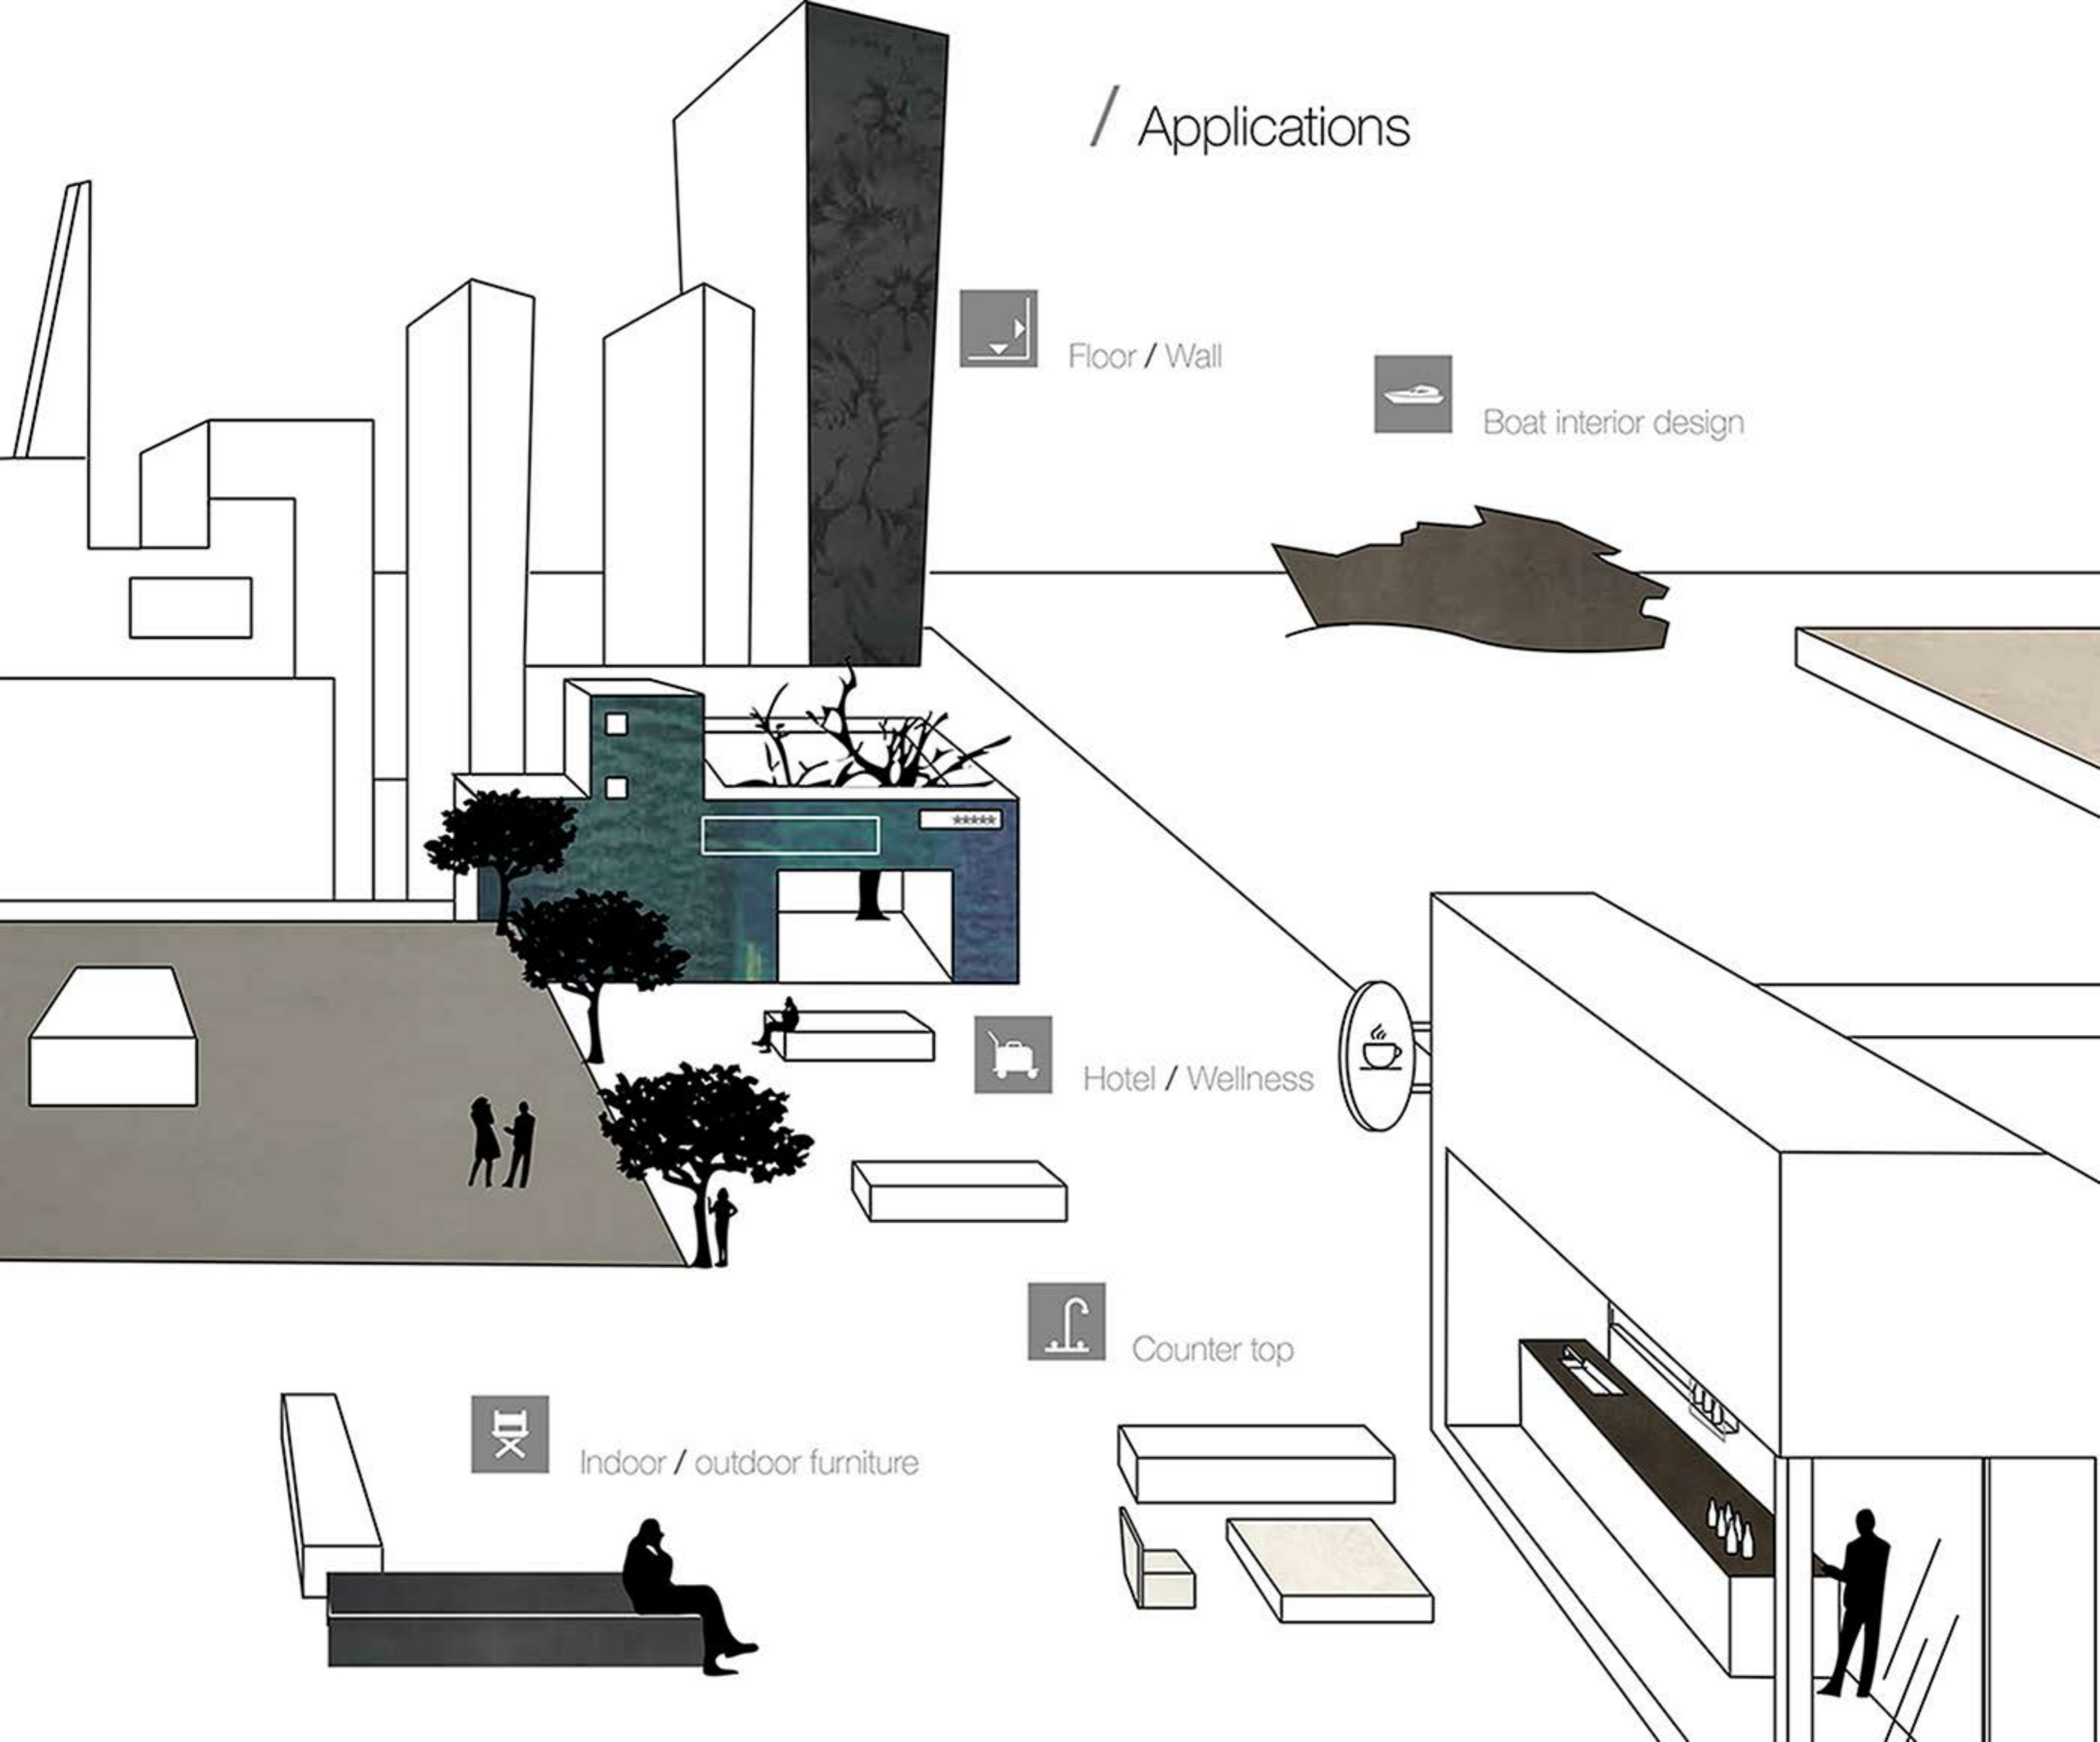 / Applications
Floor / Wall
Boat interior design
*****
Hotel / Wellness
Counter top
Indoor / outdoor furniture